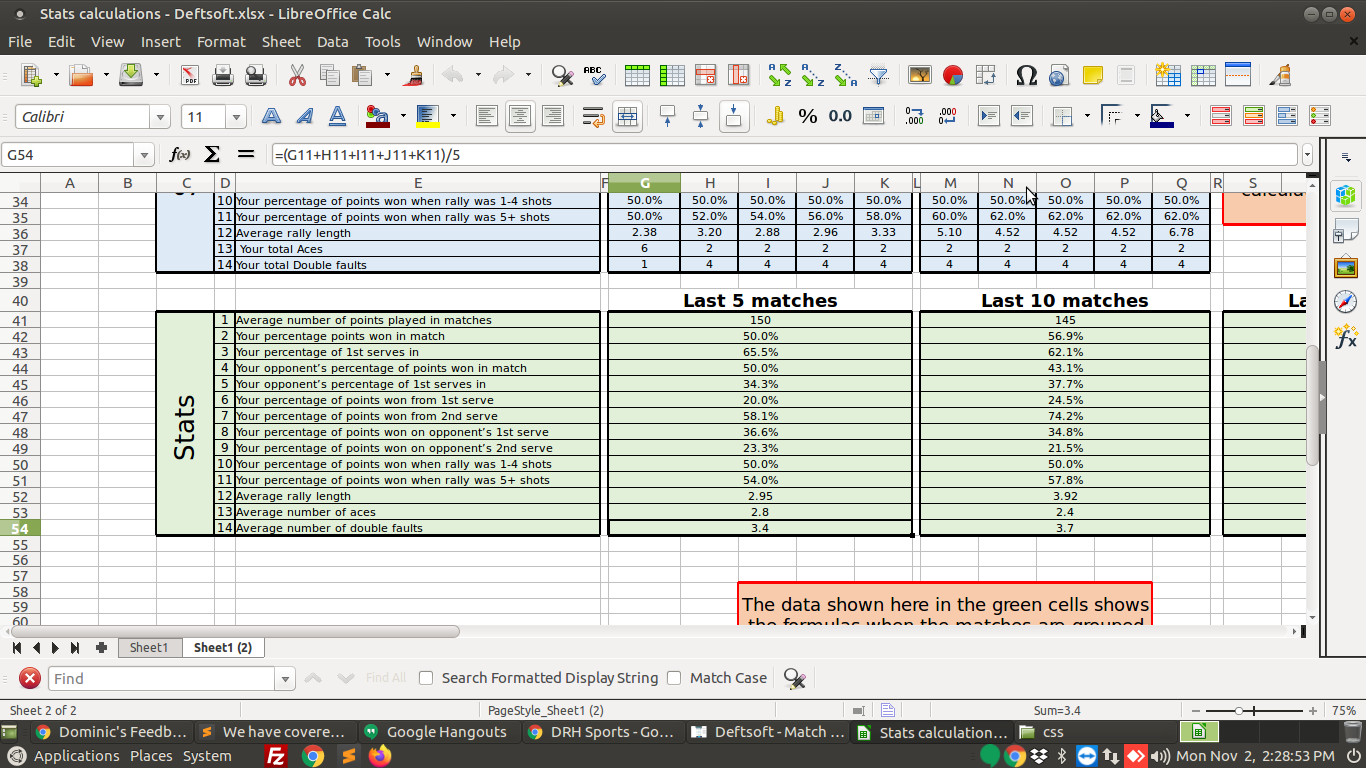 Stats calculations - Deftsoft.xlsx - LibreOffice Calc
File Edit View Insert Format Styles Sheet Data Tools Window Help
Calibri 11 % 0.0
G54 =(G11+H11+I11+J11+K11)/5
A B C D E F G H I J K L M N O P Q R S
34 10 Your percentage of points won when rally was 1-4 shots 50.0% 50.0% 50.0% 50.0% 50.0% 50.0% 50.0% 50.0% 50.0% 50.0%
35 11 Your percentage of points won when rally was 5+ shots 50.0% 52.0% 54.0% 56.0% 58.0% 60.0% 62.0% 62.0% 62.0% 62.0%
36 12 Average rally length 2.38 3.20 2.88 2.96 3.33 5.10 4.52 4.52 4.52 6.78
37 13 Your total Aces 6 2 2 2 2 2 2 2 2 2
38 14 Your total Double faults 1 4 4 4 4 4 4 4 4 4
39
40 Last 5 matches Last 10 matches La
41 1 Average number of points played in matches 150 145
42 2 Your percentage points won in match 50.0% 56.9%
43 3 Your percentage of 1st serves in 65.5% 62.1%
44 4 Your opponent's percentage of points won in match 50.0% 43.1%
45 5 Your opponent's percentage of 1st serves in 34.3% 37.7%
46 6 Your percentage of points won from 1st serve 20.0% 24.5%
47 7 Your percentage of points won from 2nd serve 58.1% 74.2%
48 8 Your percentage of points won on opponent's 1st serve 36.6% 34.8%
49 9 Your percentage of points won on opponent's 2nd serve 23.3% 21.5%
50 10 Your percentage of points won when rally was 1-4 shots 50.0% 50.0%
51 11 Your percentage of points won when rally was 5+ shots 54.0% 57.8%
52 12 Average rally length 2.95 3.92
53 13 Average number of aces 2.8 2.4
54 14 Average number of double faults 3.4 3.7
Stats
55
56
57
58
59 The data shown here in the green cells shows
60 the formulas when the matches are grouped
Sheet1 Sheet1 (2)
Find Find All Search Formatted Display String Match Case
Sheet 2 of 2 PageStyle_Sheet1 (2) Sum=3.4 75%
Dominic's Feedb... We have covere... Google Hangouts DRH Sports - Go... Deftsoft - Match ... Stats calculation... css
Applications Places System Mon Nov 2, 2:28:53 PM